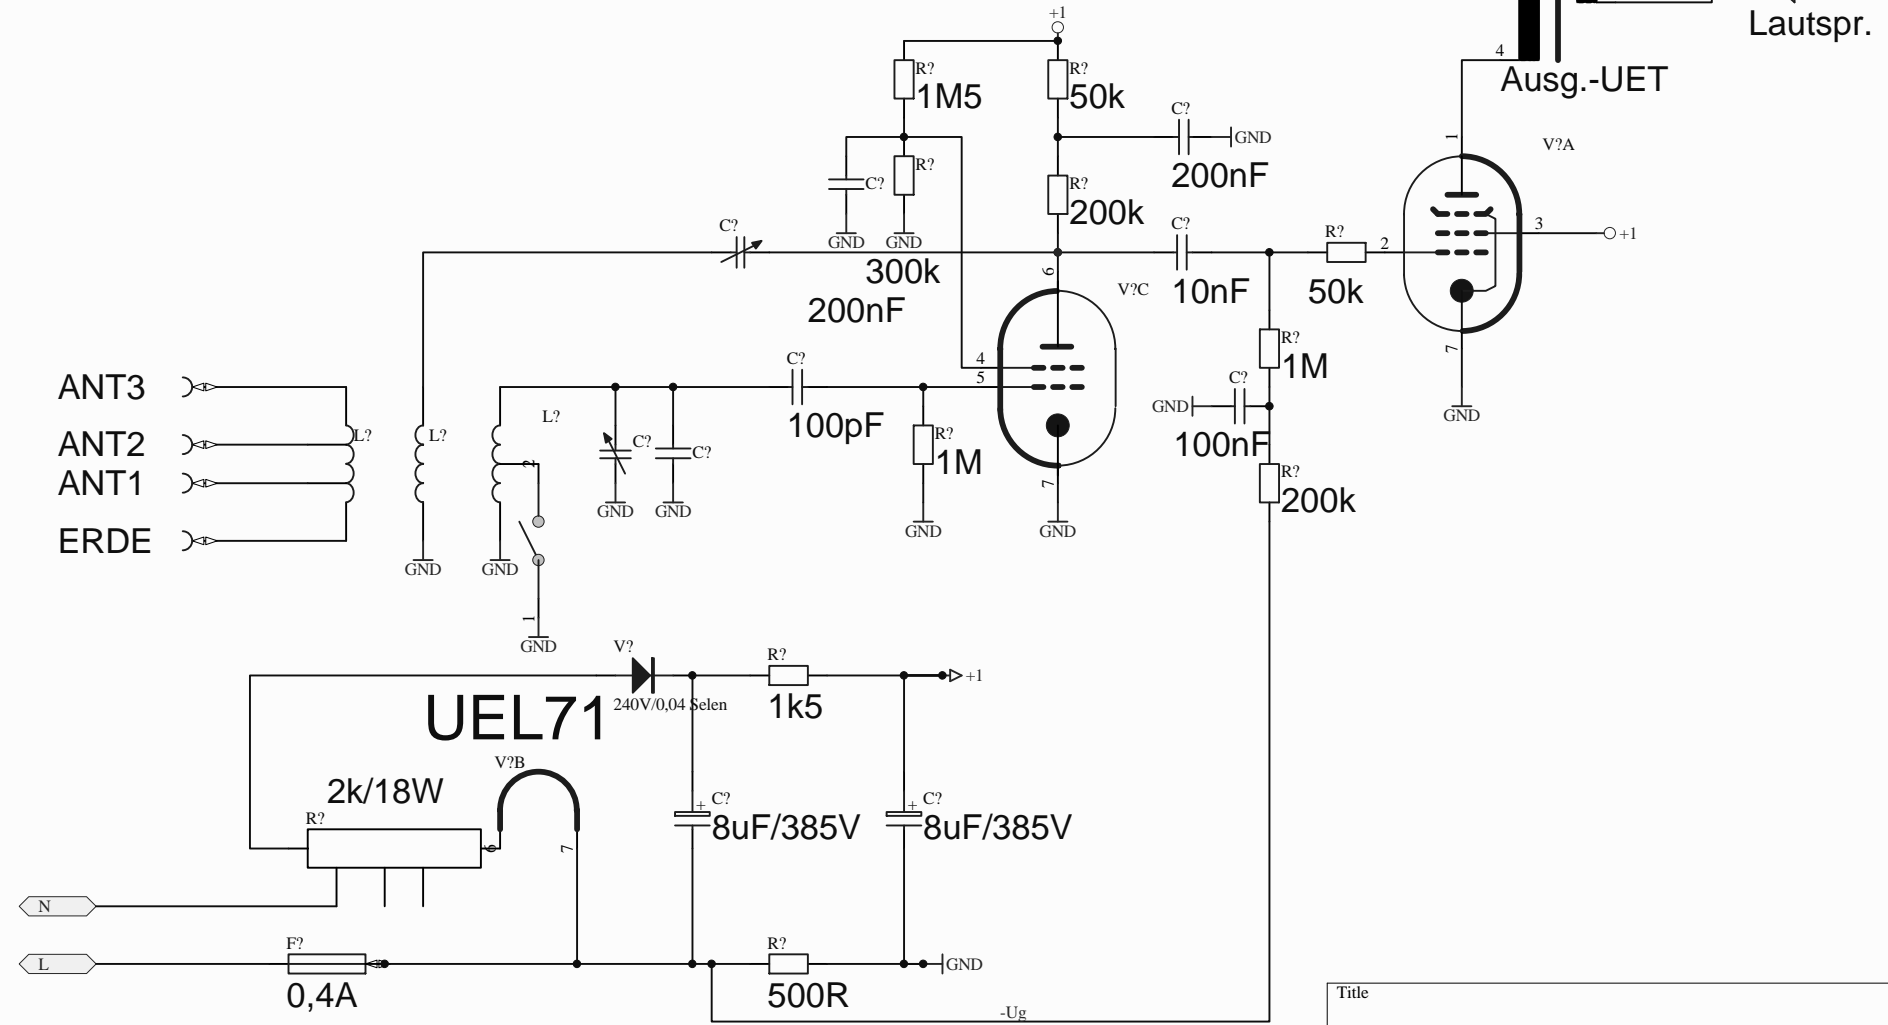 +1
Lautspr.
4
Ausg.-UET
R?
1M5
R?
50k
C?
GND
200nF
1
V?A
C?
R?
R?
200k
GND
GND
300k
200nF
C?
C?
10nF
R?
50k
2
3
+1
6
V?C
7
GND
ANT3
ANT2
ANT1
ERDE
L?
L?
GND
L?
2
GND
1
GND
C?
GND
C?
GND
C?
100pF
4
5
R?
1M
GND
7
GND
R?
1M
C?
GND
100nF
R?
200k
V?
240V/0,04 Selen
UEL71
R?
1k5
+1
V?B
2k/18W
R?
6
7
+
C?
8uF/385V
+
C?
8uF/385V
N
L
F?
0,4A
R?
500R
GND
-Ug
Title